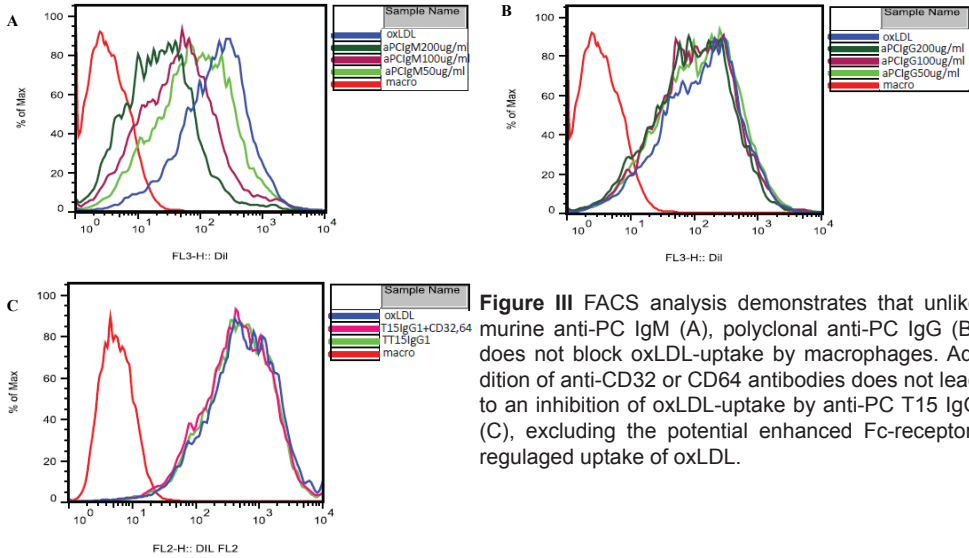 A
Sample Name
oxLDL
aPCIgM200ug/ml
aPCIgM100ug/ml
aPCIgM50ug/ml
macro
% of Max
100
80
60
40
20
0
10^0 10^1 10^2 10^3 10^4
FL3-H:: Dil
B
Sample Name
oxLDL
aPCIgG200ug/ml
aPCIgG100ug/ml
aPCIgG50ug/ml
macro
% of Max
100
80
60
40
20
0
10^0 10^1 10^2 10^3 10^4
FL3-H:: Dil
C
Sample Name
oxLDL
T15IgG1+CD32,64
TT15IgG1
macro
% of Max
100
80
60
40
20
0
10^0 10^1 10^2 10^3 10^4
FL2-H:: DIL FL2
Figure III FACS analysis demonstrates that unlike
murine anti-PC IgM (A), polyclonal anti-PC IgG (B)
does not block oxLDL-uptake by macrophages. Ad
dition of anti-CD32 or CD64 antibodies does not lead
to an inhibition of oxLDL-uptake by anti-PC T15 IgG
(C), excluding the potential enhanced Fc-receptor
regulaged uptake of oxLDL.